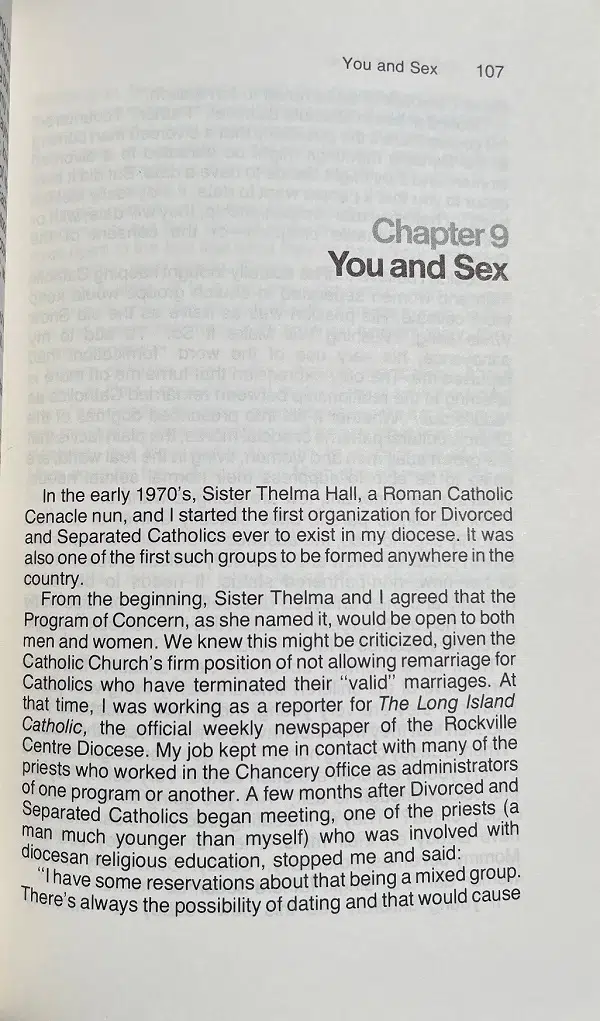 You and Sex 107
Chapter 9
You and Sex
In the early 1970's, Sister Thelma Hall, a Roman Catholic
Cenacle nun, and I started the first organization for Divorced
and Separated Catholics ever to exist in my diocese. It was
also one of the first such groups to be formed anywhere in the
country.
From the beginning, Sister Thelma and I agreed that the
Program of Concern, as she named it, would be open to both
men and women. We knew this might be criticized, given the
Catholic Church's firm position of not allowing remarriage for
Catholics who have terminated their "valid" marriages. At
that time, I was working as a reporter for The Long Island
Catholic, the official weekly newspaper of the Rockville
Centre Diocese. My job kept me in contact with many of the
priests who worked in the Chancery office as administrators
of one program or another. A few months after Divorced and
Separated Catholics began meeting, one of the priests (a
man much younger than myself) who was involved with
diocesan religious education, stopped me and said:
"I have some reservations about that being a mixed group.
There's always the possibility of dating and that would cause